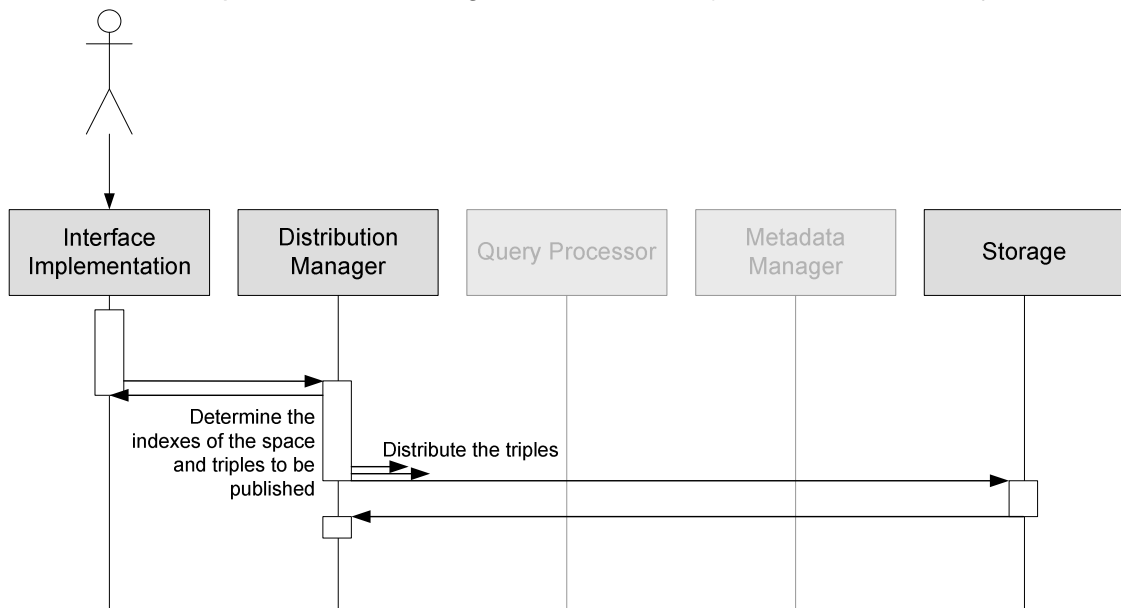 Interface
Implementation
Distribution
Manager
Query Processor
Metadata
Manager
Storage
Determine the
indexes of the space
and triples to be
published
Distribute the triples